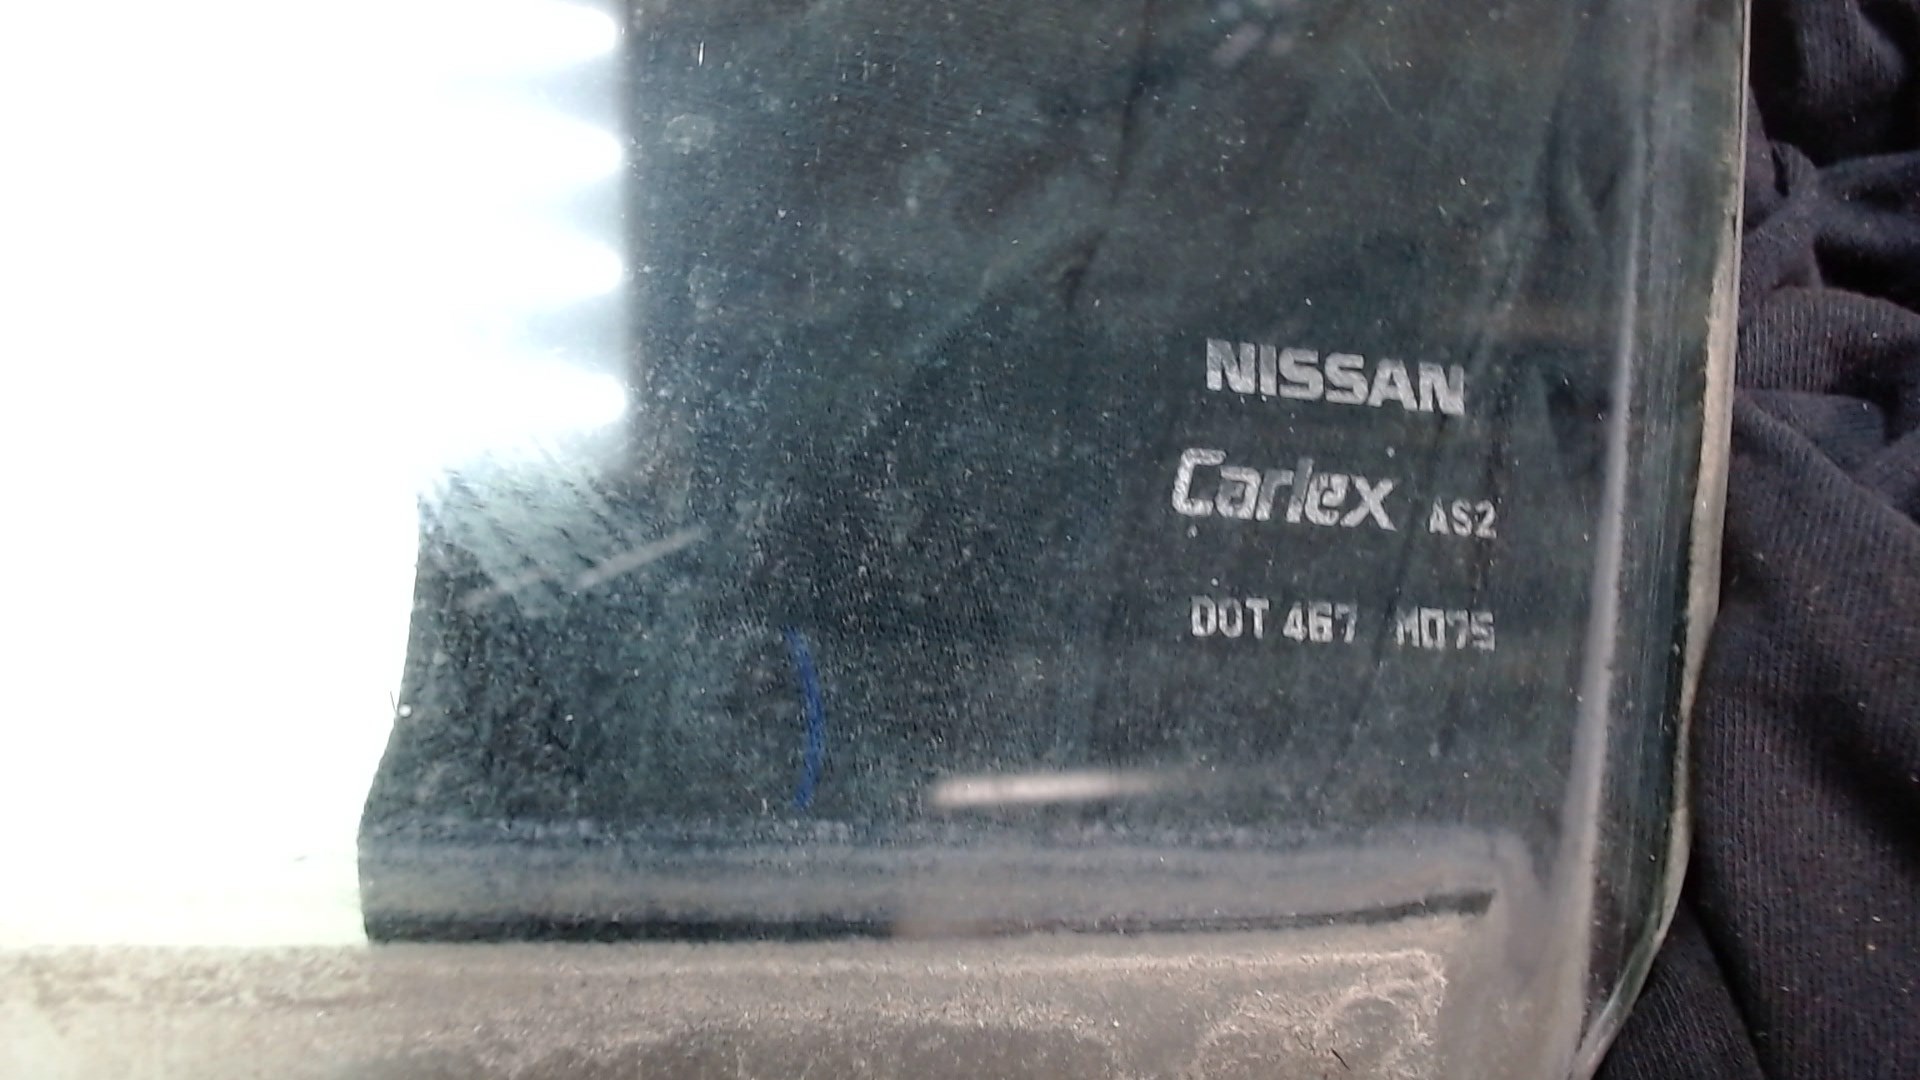 NISSAN
Carlex AS2
DOT 467 M075